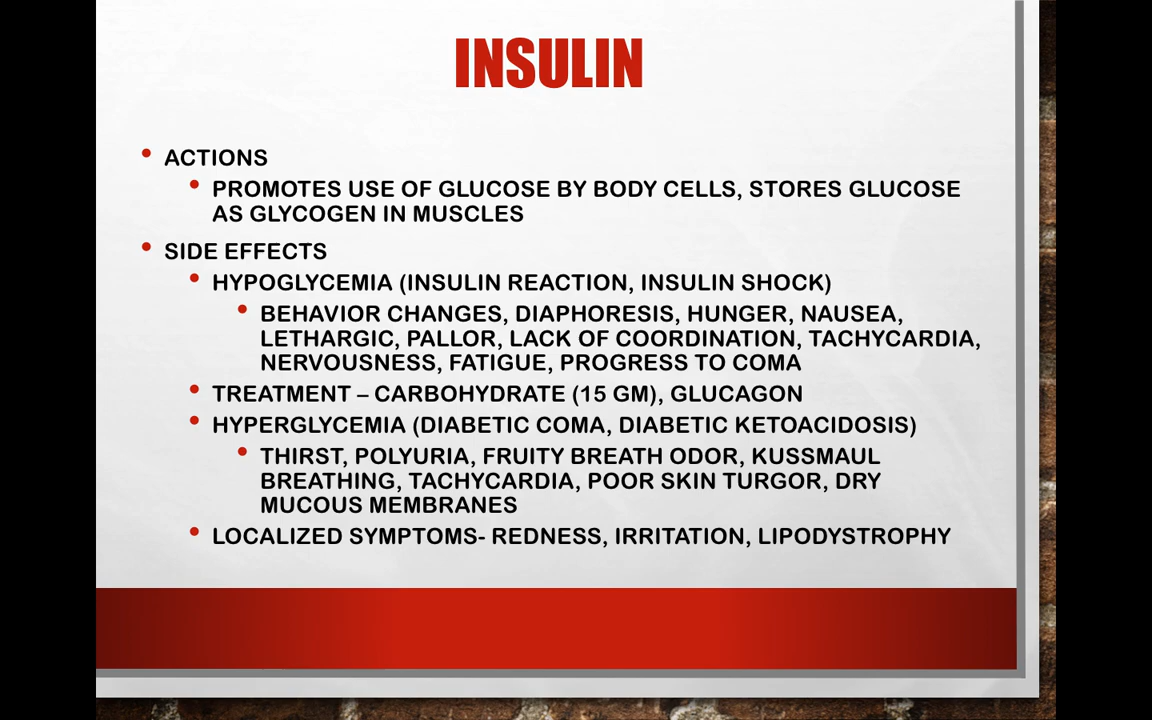 INSULIN
• ACTIONS
• PROMOTES USE OF GLUCOSE BY BODY CELLS, STORES GLUCOSE
AS GLYCOGEN IN MUSCLES
• SIDE EFFECTS
• HYPOGLYCEMIA (INSULIN REACTION, INSULIN SHOCK)
• BEHAVIOR CHANGES, DIAPHORESIS, HUNGER, NAUSEA,
LETHARGIC, PALLOR, LACK OF COORDINATION, TACHYCARDIA,
NERVOUSNESS, FATIGUE, PROGRESS TO COMA
• TREATMENT – CARBOHYDRATE (15 GM), GLUCAGON
• HYPERGLYCEMIA (DIABETIC COMA, DIABETIC KETOACIDOSIS)
• THIRST, POLYURIA, FRUITY BREATH ODOR, KUSSMAUL
BREATHING, TACHYCARDIA, POOR SKIN TURGOR, DRY
MUCOUS MEMBRANES
• LOCALIZED SYMPTOMS- REDNESS, IRRITATION, LIPODYSTROPHY